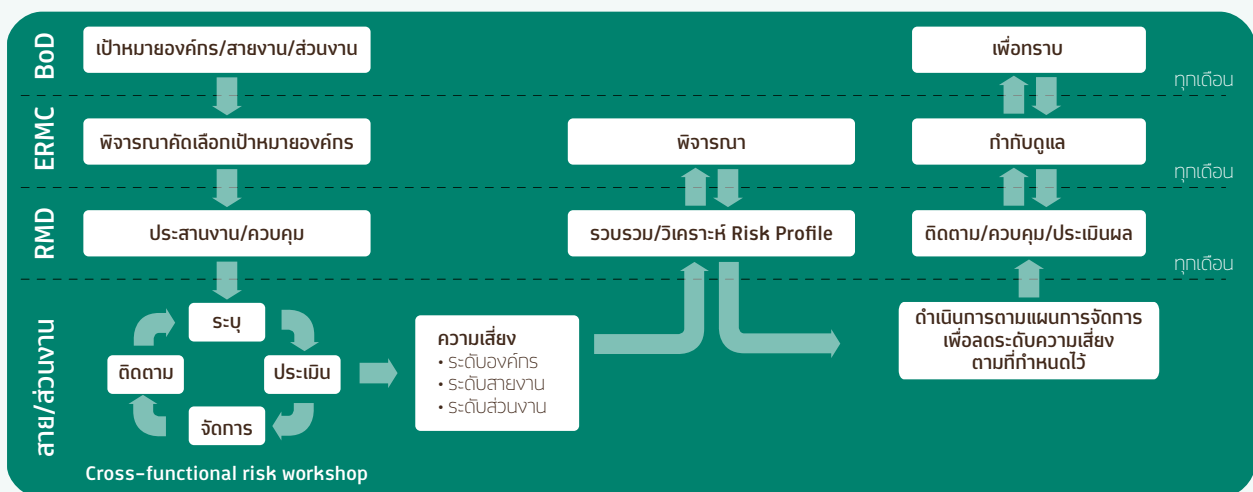 BoD
เป้าหมายองค์กร/สายงาน/ส่วนงาน
เพื่อทราบ
ทุกเดือน
ERMC
พิจารณาคัดเลือกเป้าหมายองค์กร
พิจารณา
กำกับดูแล
ทุกเดือน
RMD
ประสานงาน/ควบคุม
รวบรวม/วิเคราะห์ Risk Profile
ติดตาม/ควบคุม/ประเมินผล
ทุกเดือน
สาย/ส่วนงาน
ระบุ
ประเมิน
จัดการ
ติดตาม
ความเสี่ยง
• ระดับองค์กร
• ระดับสายงาน
• ระดับส่วนงาน
ดำเนินการตามแผนการจัดการ
เพื่อลดระดับความเสี่ยง
ตามที่กำหนดไว้
Cross-functional risk workshop